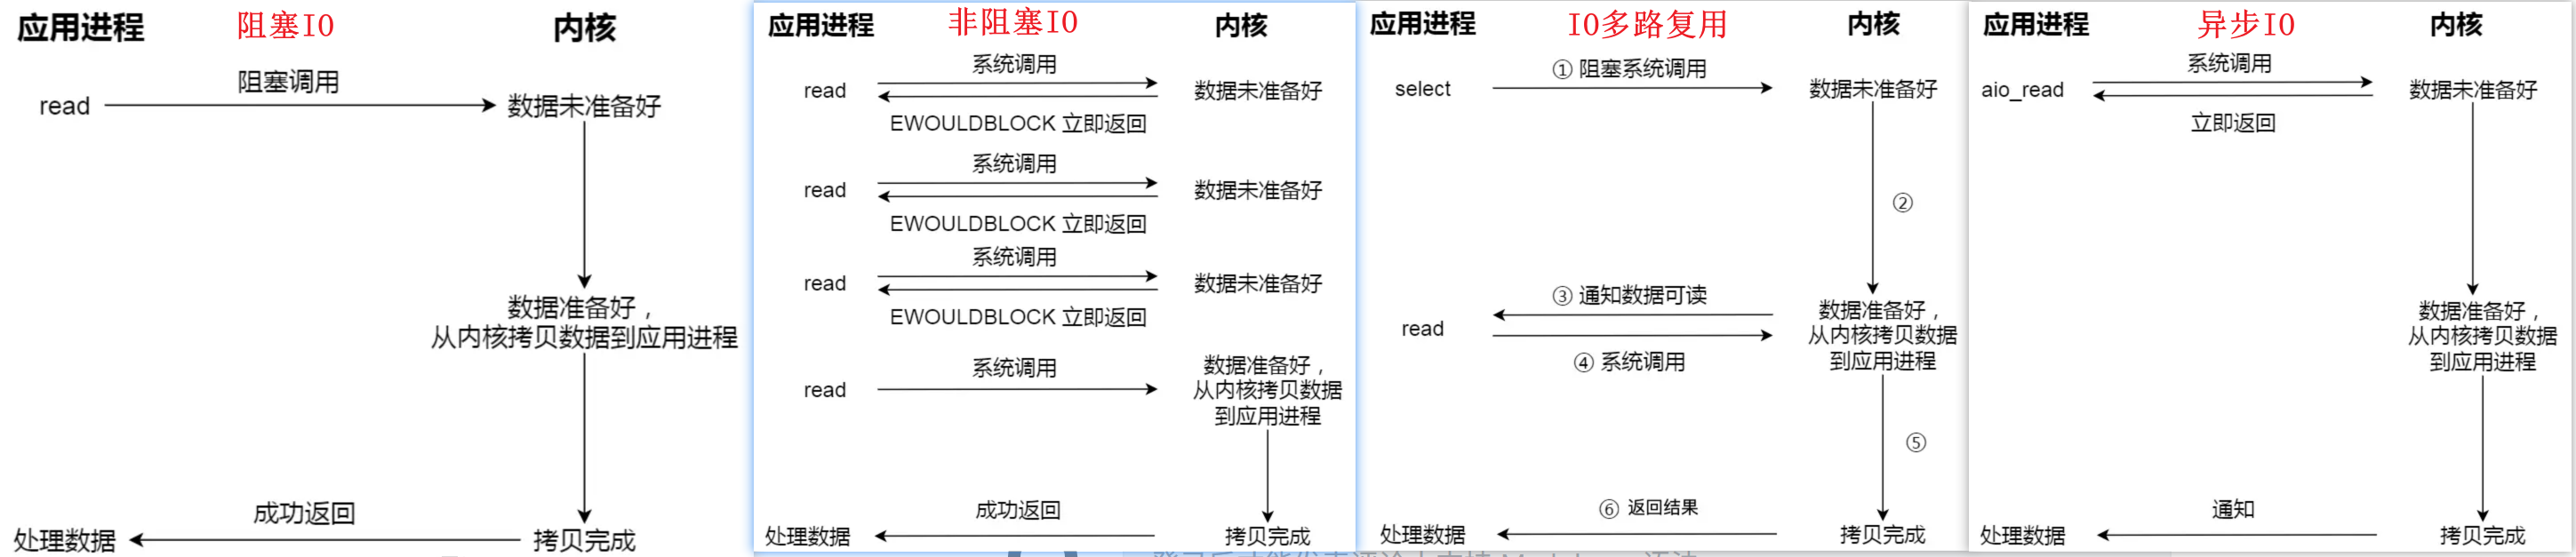 应用进程 阻塞IO 内核
阻塞调用
read 数据未准备好
数据准备好，
从内核拷贝数据到应用进程
成功返回
处理数据 拷贝完成
应用进程 非阻塞IO 内核
系统调用
read 数据未准备好
EWOULDBLOCK 立即返回
系统调用
read 数据未准备好
EWOULDBLOCK 立即返回
系统调用
read 数据未准备好
EWOULDBLOCK 立即返回
系统调用
read
数据准备好，
从内核拷贝数据
到应用进程
成功返回
处理数据 拷贝完成
应用进程 IO多路复用 内核
① 阻塞系统调用
select 数据未准备好
②
③ 通知数据可读
read
④ 系统调用
数据准备好，
从内核拷贝数据
到应用进程
⑤
⑥ 返回结果
处理数据 拷贝完成
应用进程 异步IO 内核
系统调用
aio_read 数据未准备好
立即返回
数据准备好，
从内核拷贝数据
到应用进程
通知
处理数据 拷贝完成